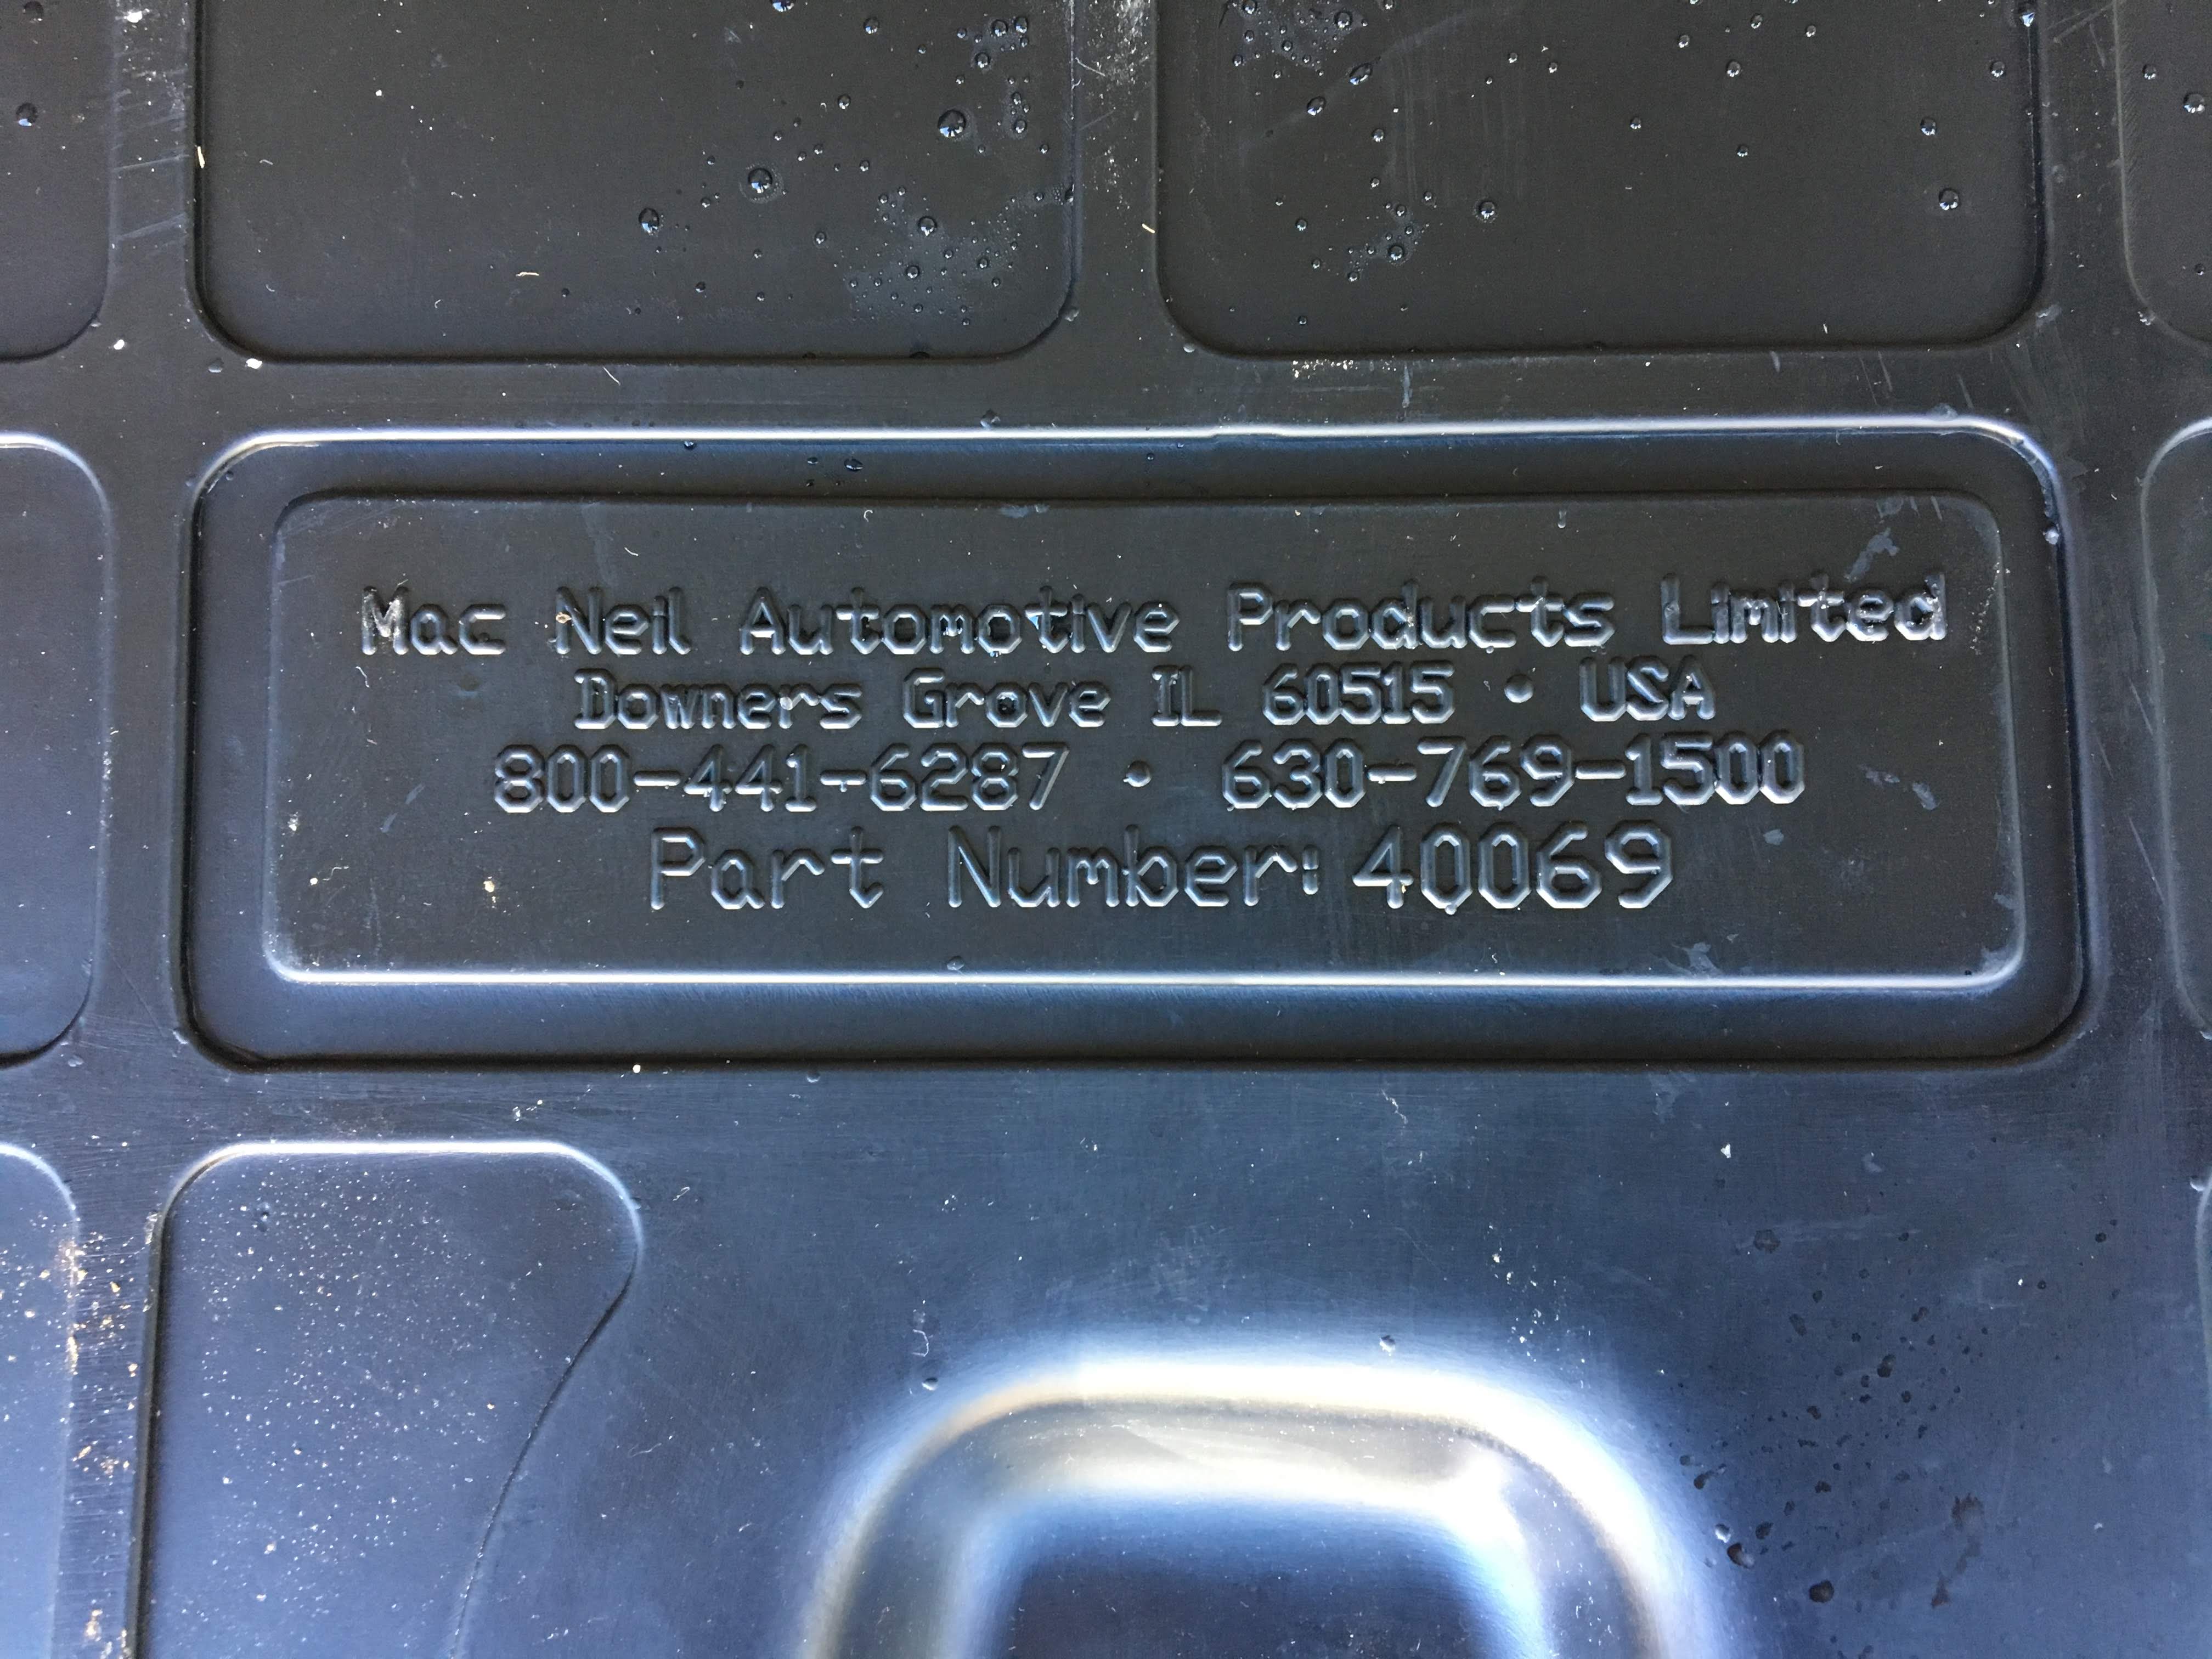 Mac Neil Automotive Products Limited
Downers Grove IL 60515 • USA
800-441-6287 • 630-769-1500
Part Number: 40069